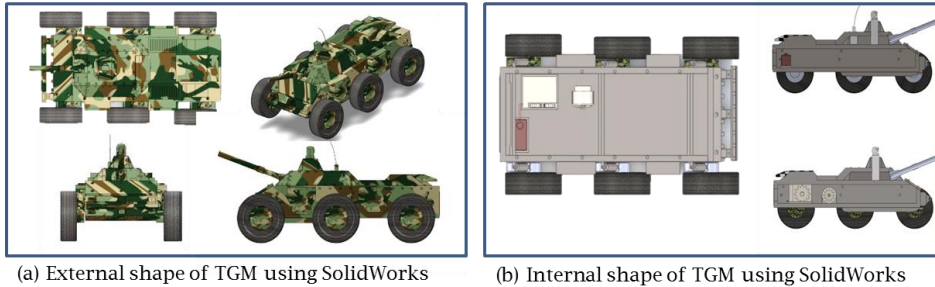 (a) External shape of TGM using SolidWorks
(b) Internal shape of TGM using SolidWorks